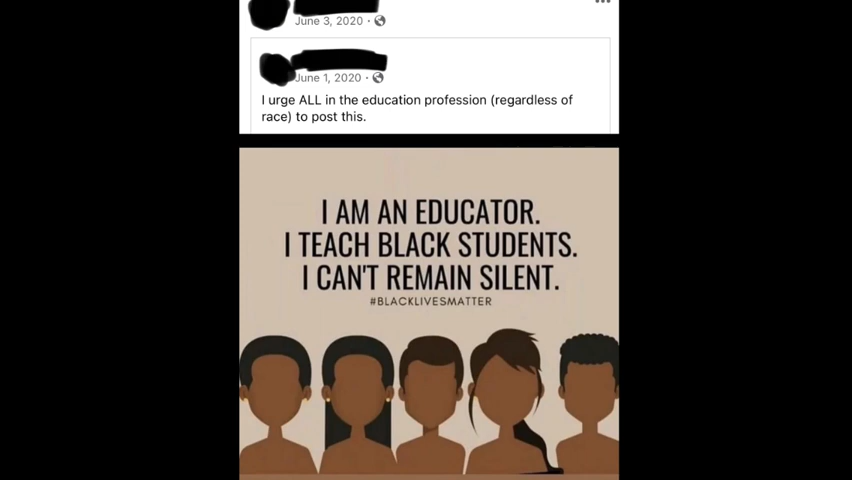 June 3, 2020 ·
June 1, 2020 ·
I urge ALL in the education profession (regardless of
race) to post this.
I AM AN EDUCATOR.
I TEACH BLACK STUDENTS.
I CAN'T REMAIN SILENT.
#BLACKLIVESMATTER